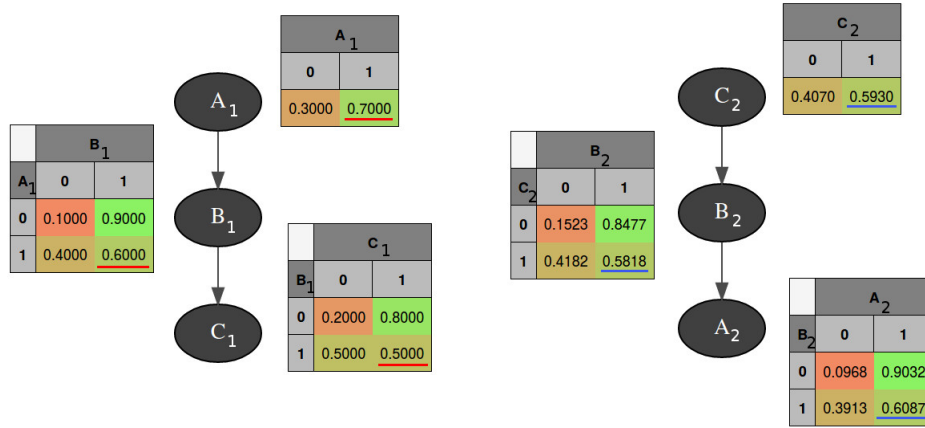 A1
0 1
0.3000 0.7000
A1
B1
A1 0 1
0 0.1000 0.9000
1 0.4000 0.6000
B1
C1
B1 0 1
0 0.2000 0.8000
1 0.5000 0.5000
C1
C2
0 1
0.4070 0.5930
C2
B2
C2 0 1
0 0.1523 0.8477
1 0.4182 0.5818
B2
A2
B2 0 1
0 0.0968 0.9032
1 0.3913 0.6087
A2